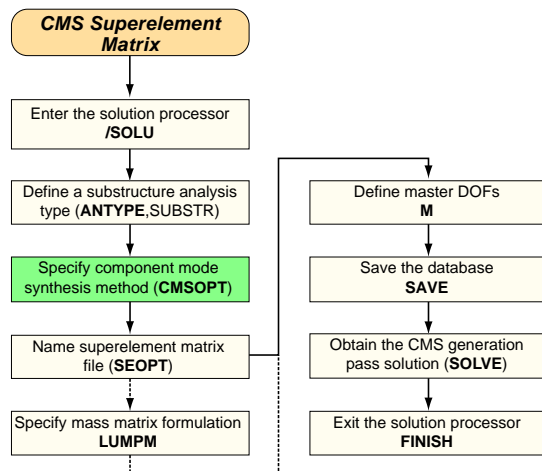 CMS Superelement
Matrix
Enter the solution processor
/SOLU
Define a substructure analysis
type (ANTYPE,SUBSTR)
Specify component mode
synthesis method (CMSOPT)
Name superelement matrix
file (SEOPT)
Specify mass matrix formulation
LUMPM
Define master DOFs
M
Save the database
SAVE
Obtain the CMS generation
pass solution (SOLVE)
Exit the solution processor
FINISH